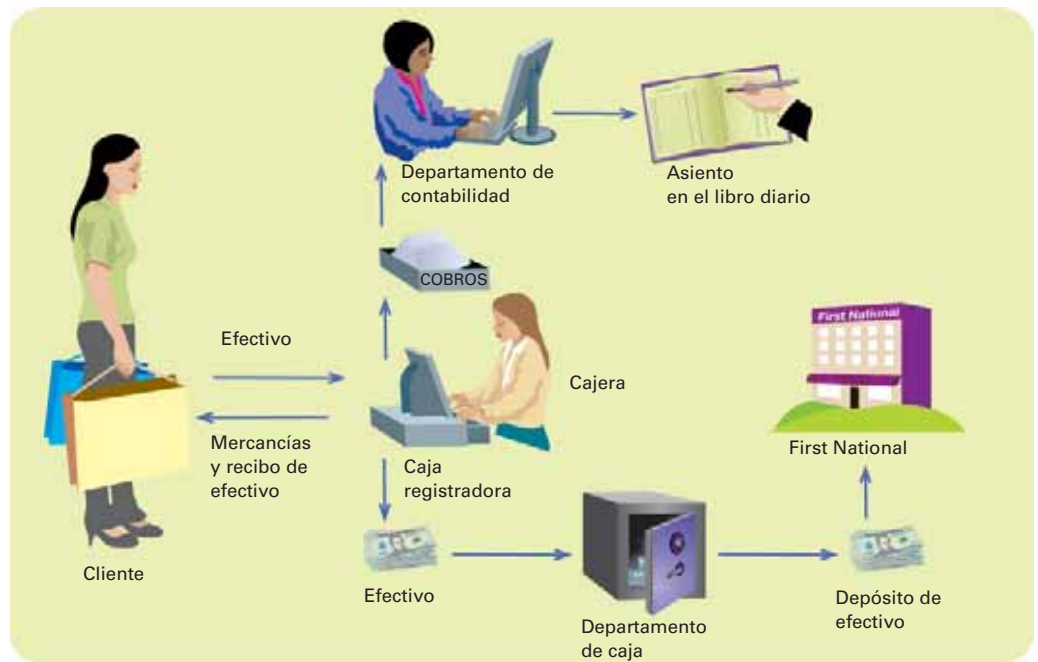 Departamento de
contabilidad
Asiento
en el libro diario
COBROS
Efectivo
Mercancías
y recibo de
efectivo
Cliente
Cajera
Caja
registradora
Efectivo
Departamento
de caja
First National
First National
Depósito de
efectivo